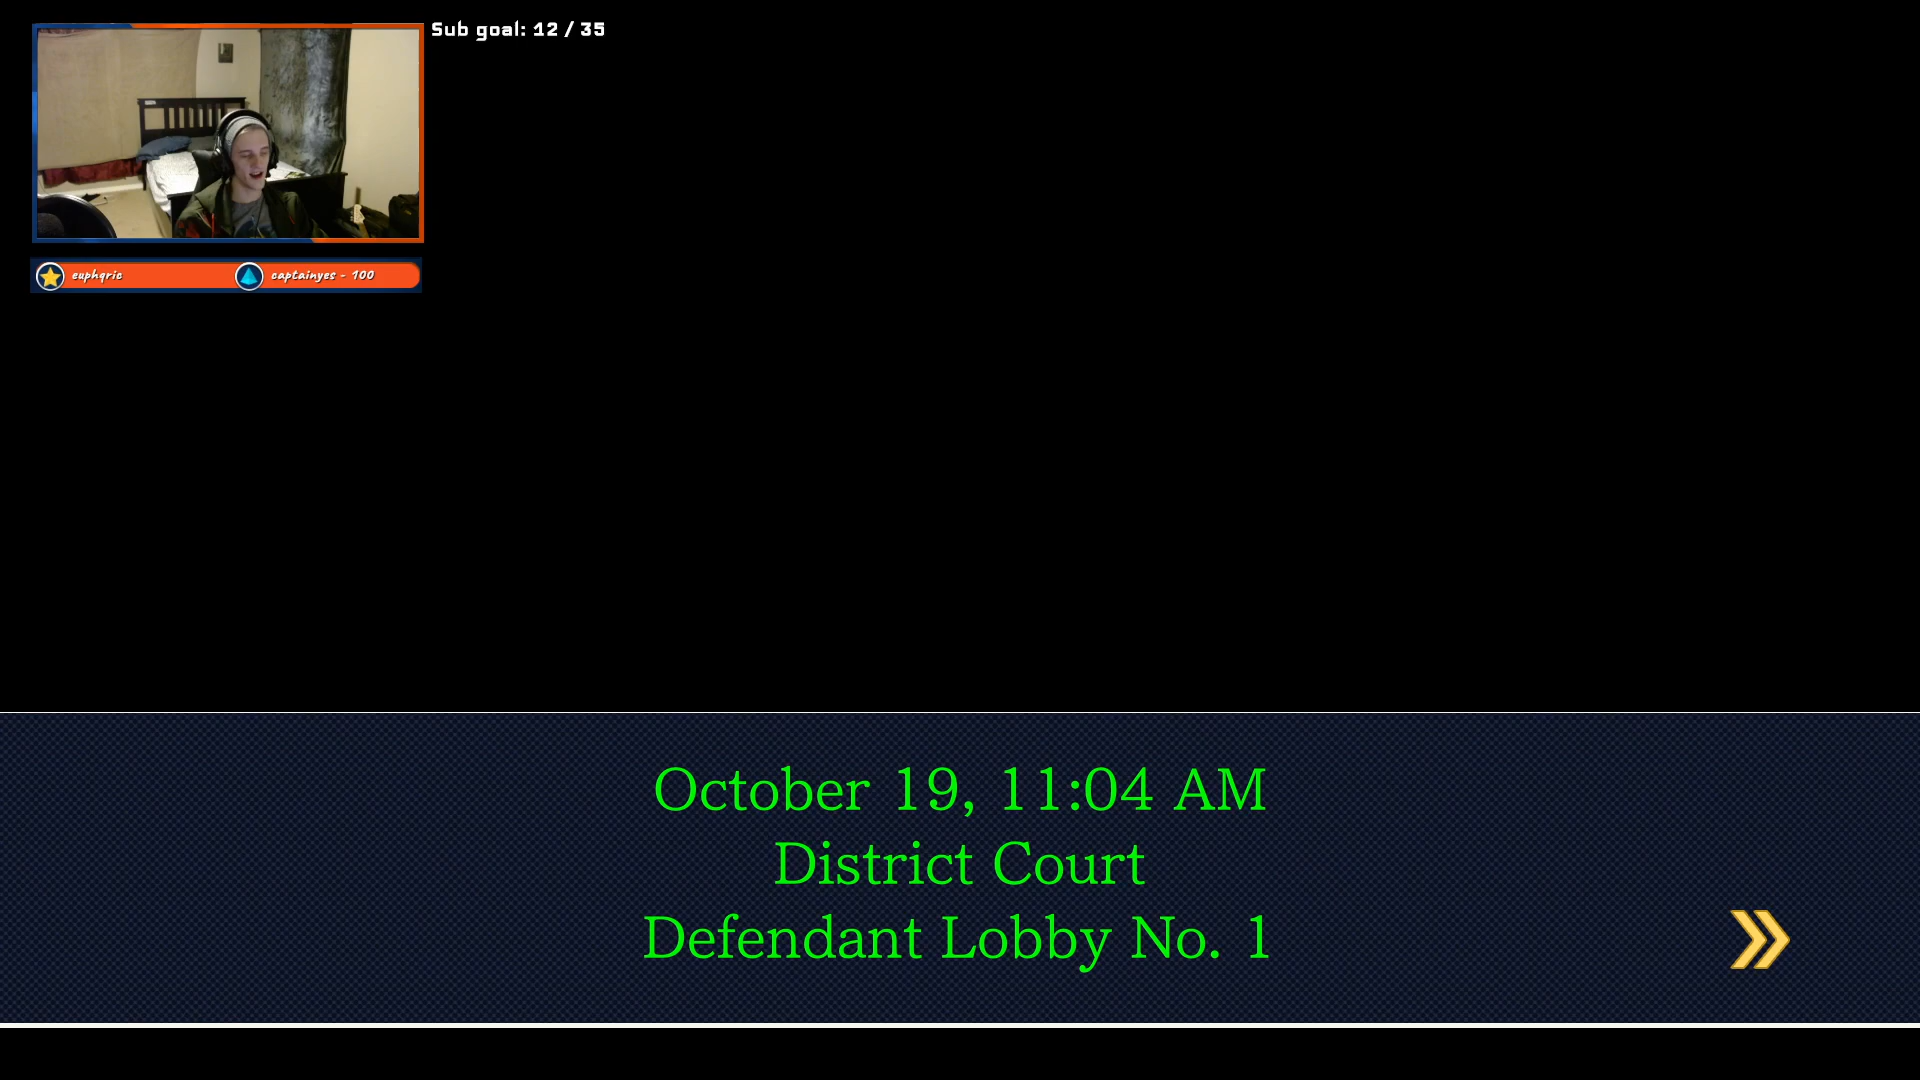 Sub goal: 12 / 35
euphqric
captainyes - 100
October 19, 11:04 AM
District Court
Defendant Lobby No. 1